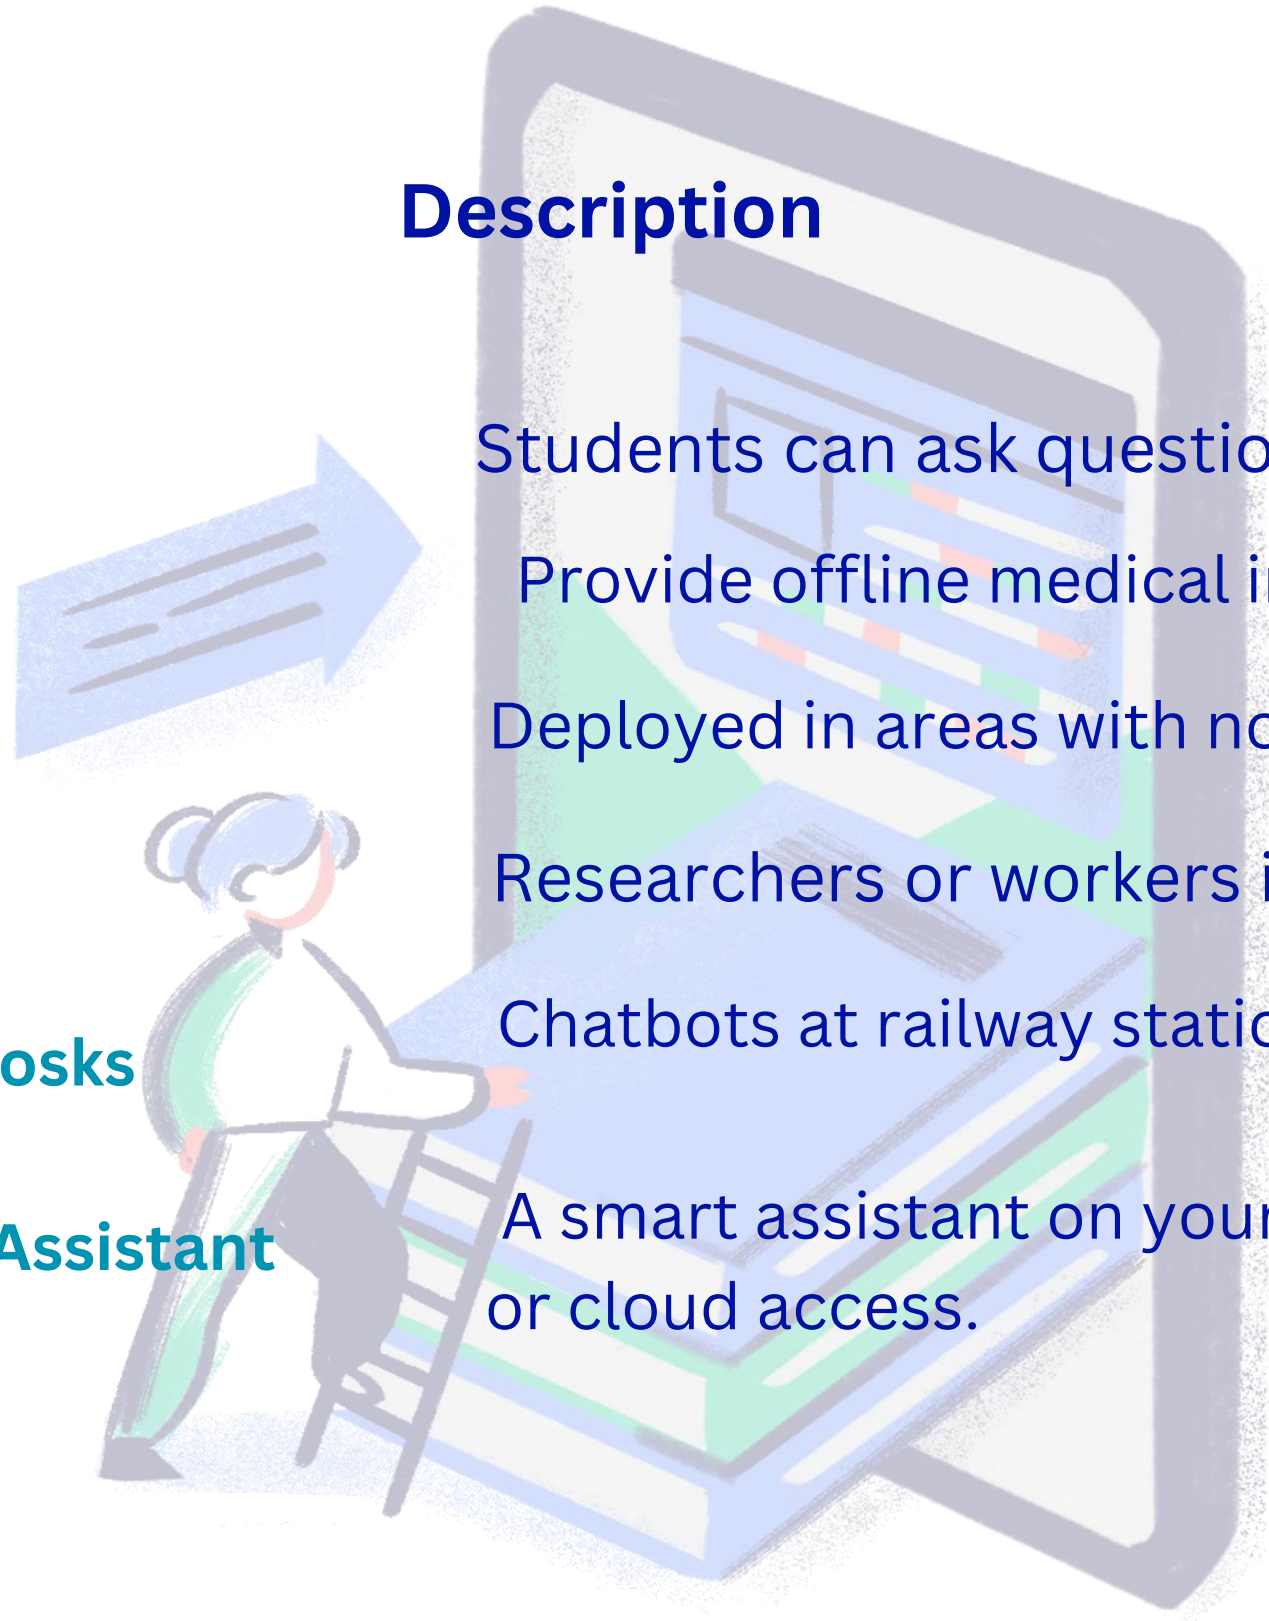 Description
Students can ask questio
Provide offline medical i
Deployed in areas with no
Researchers or workers i
Chatbots at railway static
osks
A smart assistant on your
Assistant
or cloud access.